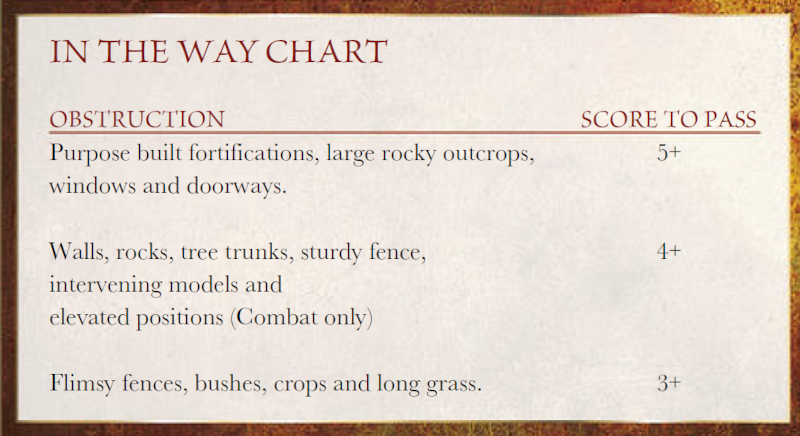 IN THE WAY CHART
OBSTRUCTION SCORE TO PASS
Purpose built fortifications, large rocky outcrops, 5+
windows and doorways.
Walls, rocks, tree trunks, sturdy fence, 4+
intervening models and
elevated positions (Combat only)
Flimsy fences, bushes, crops and long grass. 3+